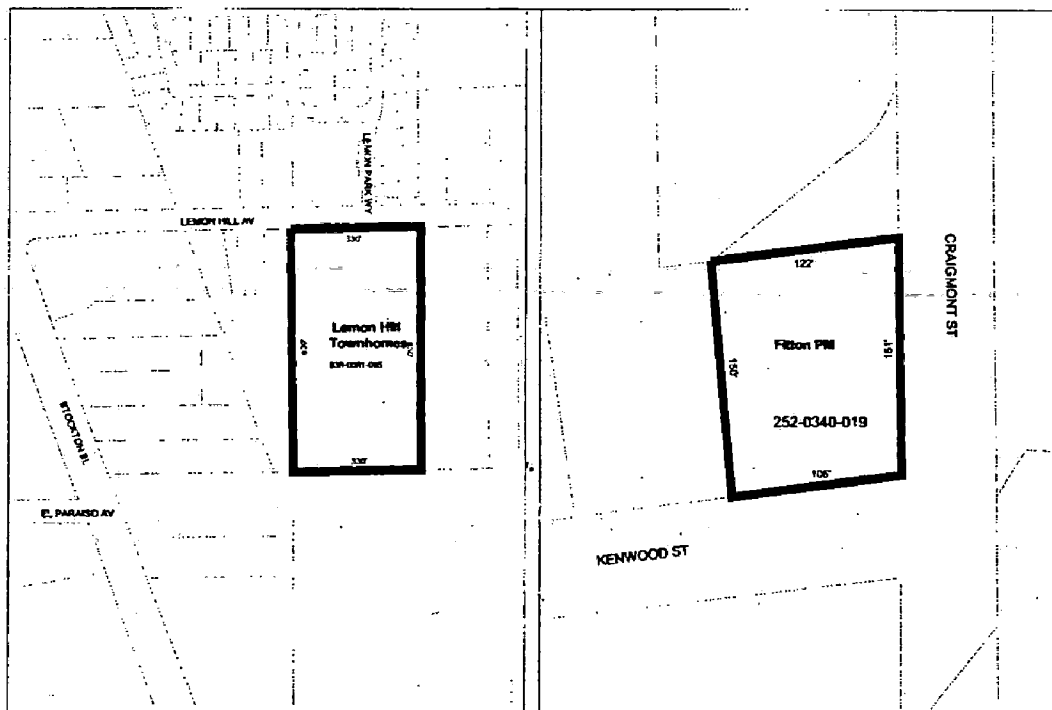 LEMON PARK WY
LEMON HILL AV
330'
Lemon Hill
Townhomes
330'
STOCKTON BL
EL PARAISO AV
CRAIGMONT ST
122'
Fitton PM
150'
151'
252-0340-019
106'
KENWOOD ST